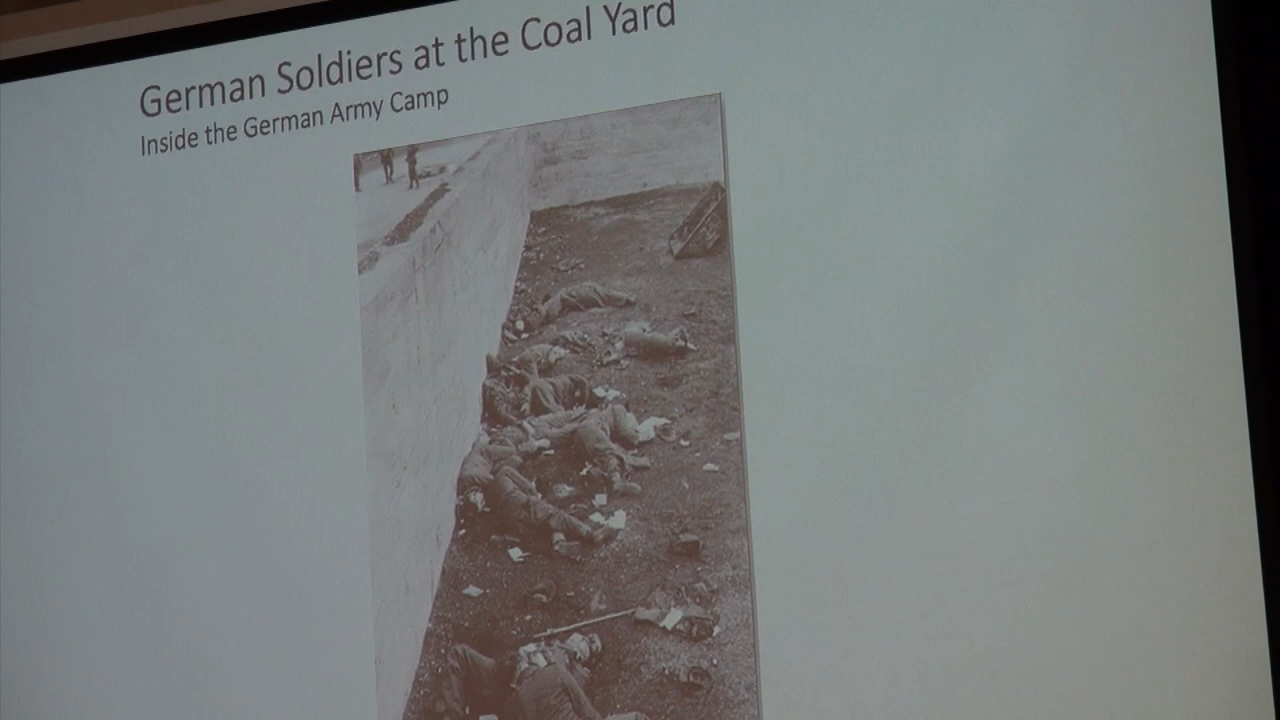 German Soldiers at the Coal Yard
Inside the German Army Camp